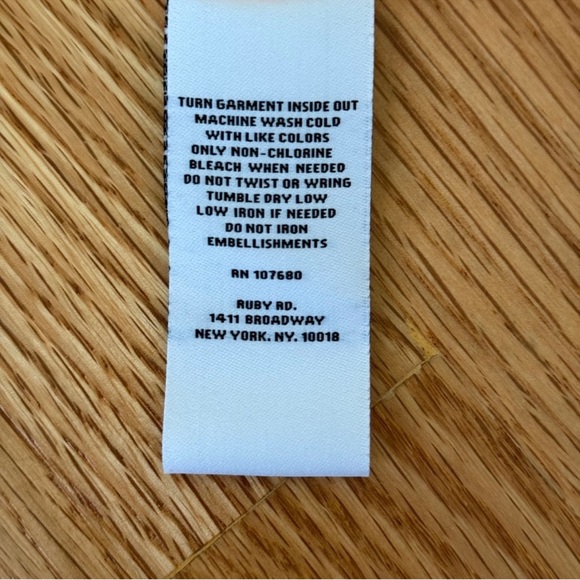 TURN GARMENT INSIDE OUT
MACHINE WASH COLD
WITH LIKE COLORS
ONLY NON-CHLORINE
BLEACH WHEN NEEDED
DO NOT TWIST OR WRING
TUMBLE DRY LOW
LOW IRON IF NEEDED
DO NOT IRON
EMBELLISHMENTS
RN 107680
RUBY RD.
1411 BROADWAY
NEW YORK. NY. 10018